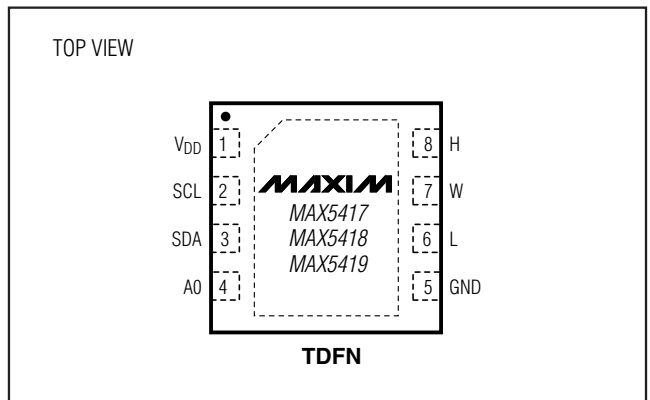 TOP VIEW
VDD 1
SCL 2
SDA 3
A0 4
8 H
7 W
6 L
5 GND
MAXIM
MAX5417
MAX5418
MAX5419
TDFN